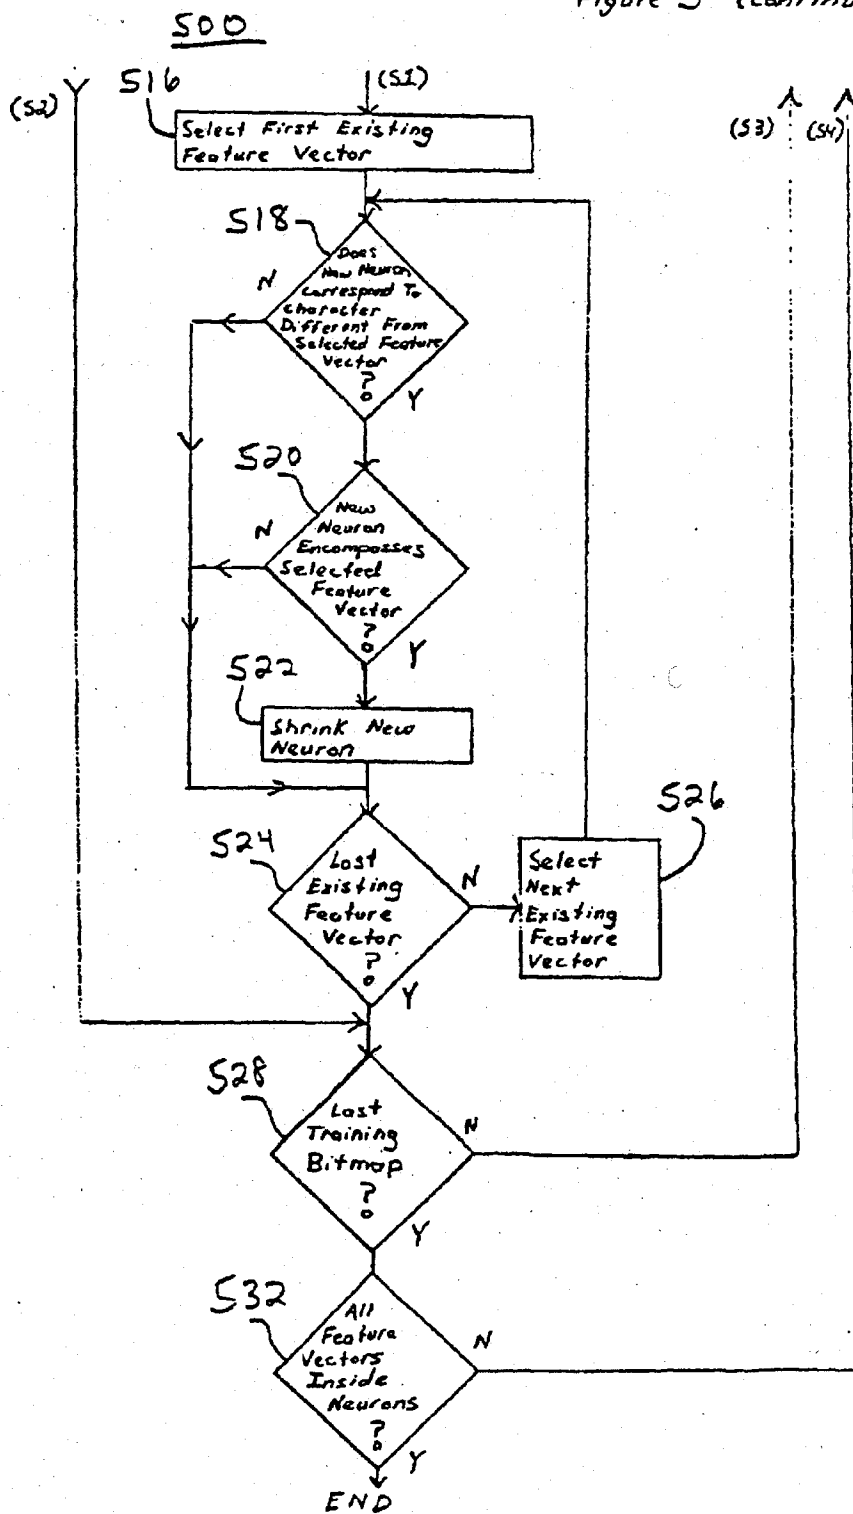 Figure 5
500
516
(S1)
(S2)
(S3)
(S4)
Select First Existing
Feature Vector
518
Does
New Neuron
Correspond To
Character
Different From
Selected Feature
Vector
?
N
Y
520
New
Neuron
Encompasses
Selected
Feature
Vector
?
N
Y
522
Shrink New
Neuron
524
Last
Existing
Feature
Vector
?
N
Y
526
Select
Next
Existing
Feature
Vector
528
Last
Training
Bitmap
?
N
Y
532
All
Feature
Vectors
Inside
Neurons
?
N
Y
END